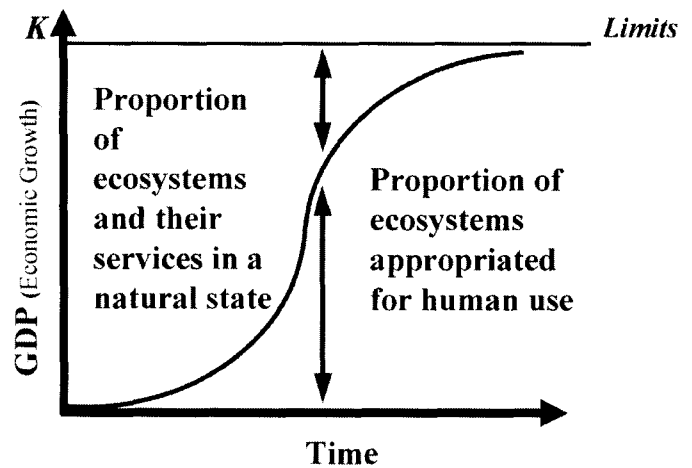 K
Limits
Proportion
of
ecosystems
and their
services in a
natural state
Proportion of
ecosystems
appropriated
for human use
GDP (Economic Growth)
Time